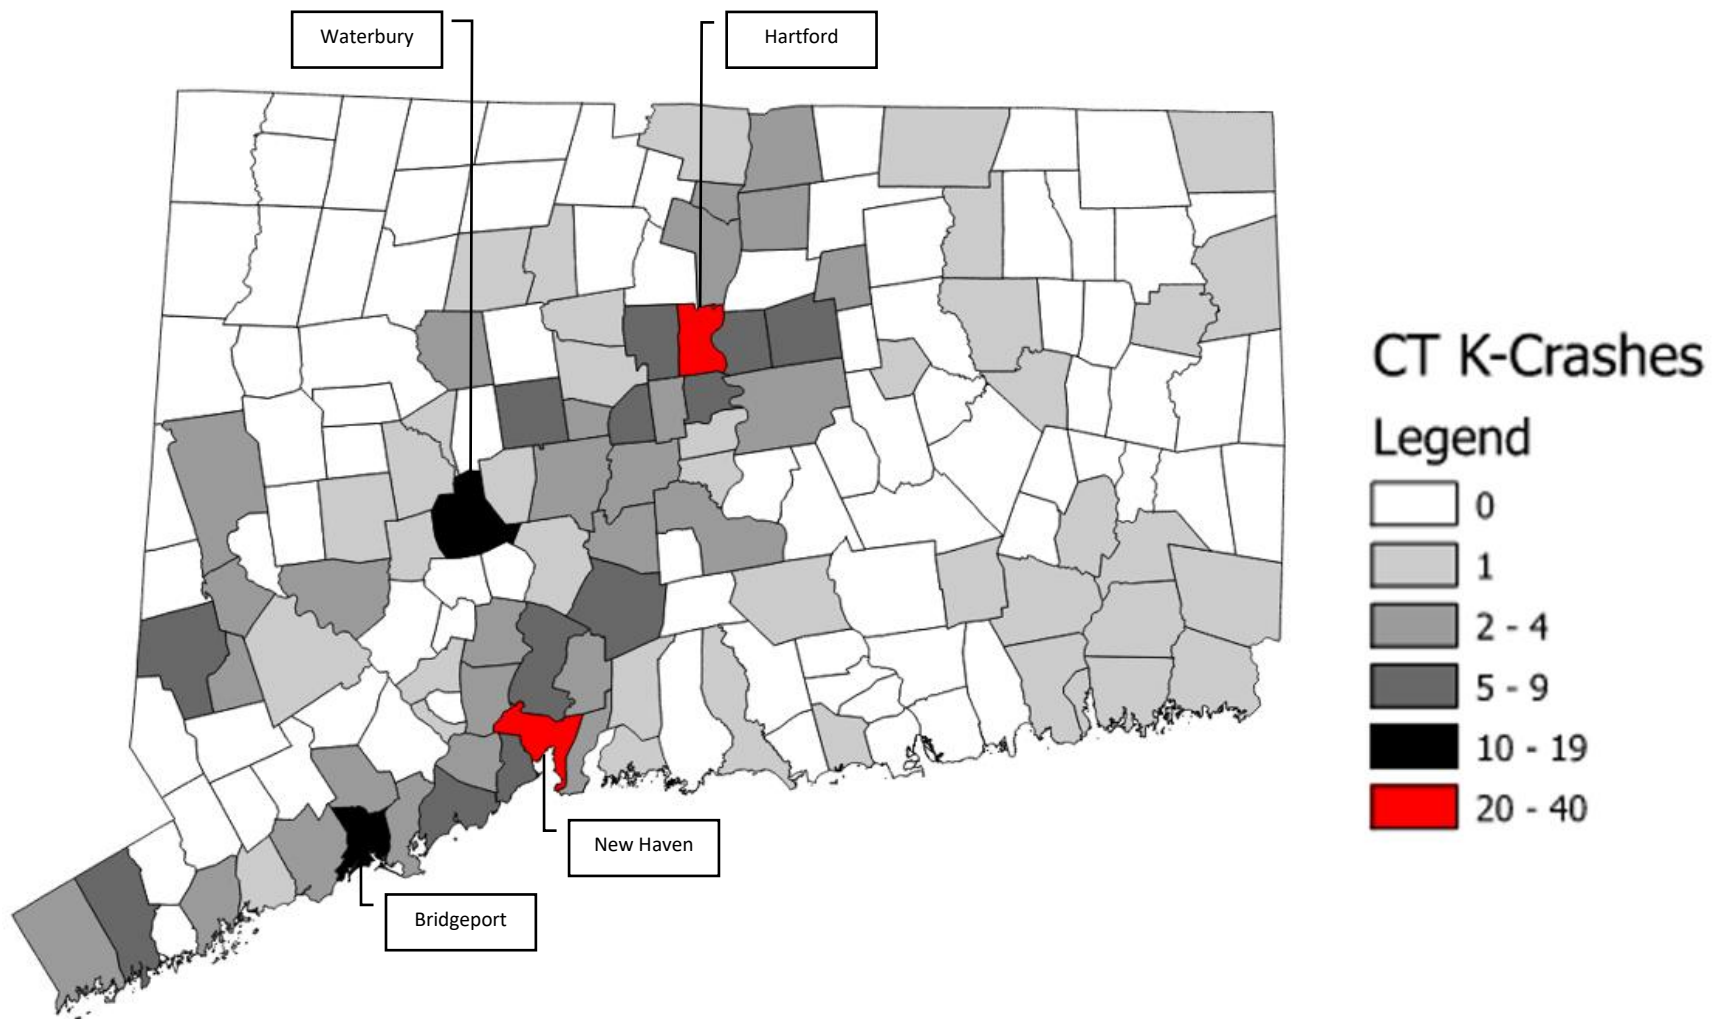 Waterbury
Hartford
CT K-Crashes
Legend
0
1
2 - 4
5 - 9
10 - 19
20 - 40
New Haven
Bridgeport